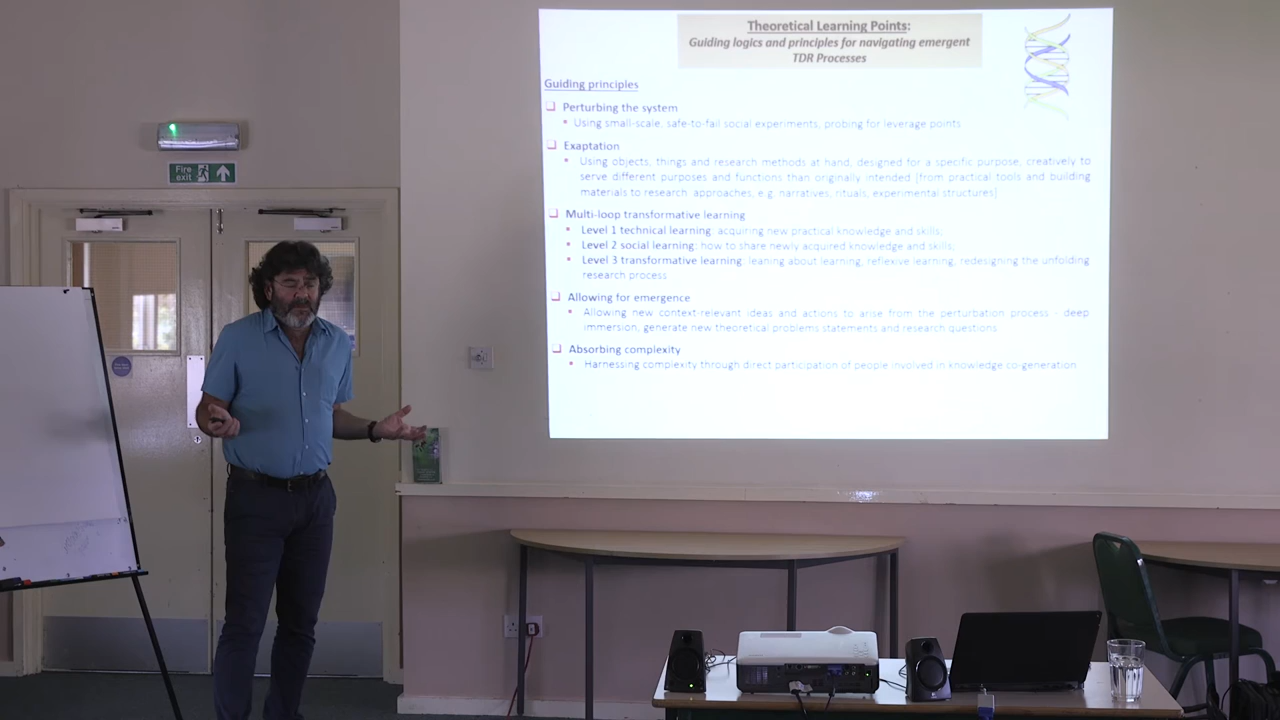 Fire
exit
Theoretical Learning Points:
Guiding logics and principles for navigating emergent
TDR Processes
Guiding principles
Perturbing the system
Using small-scale, safe-to-fail social experiments, probing for leverage points
Exaptation
Using objects, things and research methods at hand, designed for a specific purpose, creatively to
serve different purposes and functions than originally intended [from practical tools and building
materials to research approaches, e.g. narratives, rituals, experimental structures]
Multi-loop transformative learning
Level 1 technical learning: acquiring new practical knowledge and skills;
Level 2 social learning: how to share newly acquired knowledge and skills;
Level 3 transformative learning: leaning about learning, reflexive learning, redesigning the unfolding
research process
Allowing for emergence
Allowing new context-relevant ideas and actions to arise from the perturbation process - deep
immersion, generate new theoretical problems statements and research questions
Absorbing complexity
Harnessing complexity through direct participation of people involved in knowledge co-generation